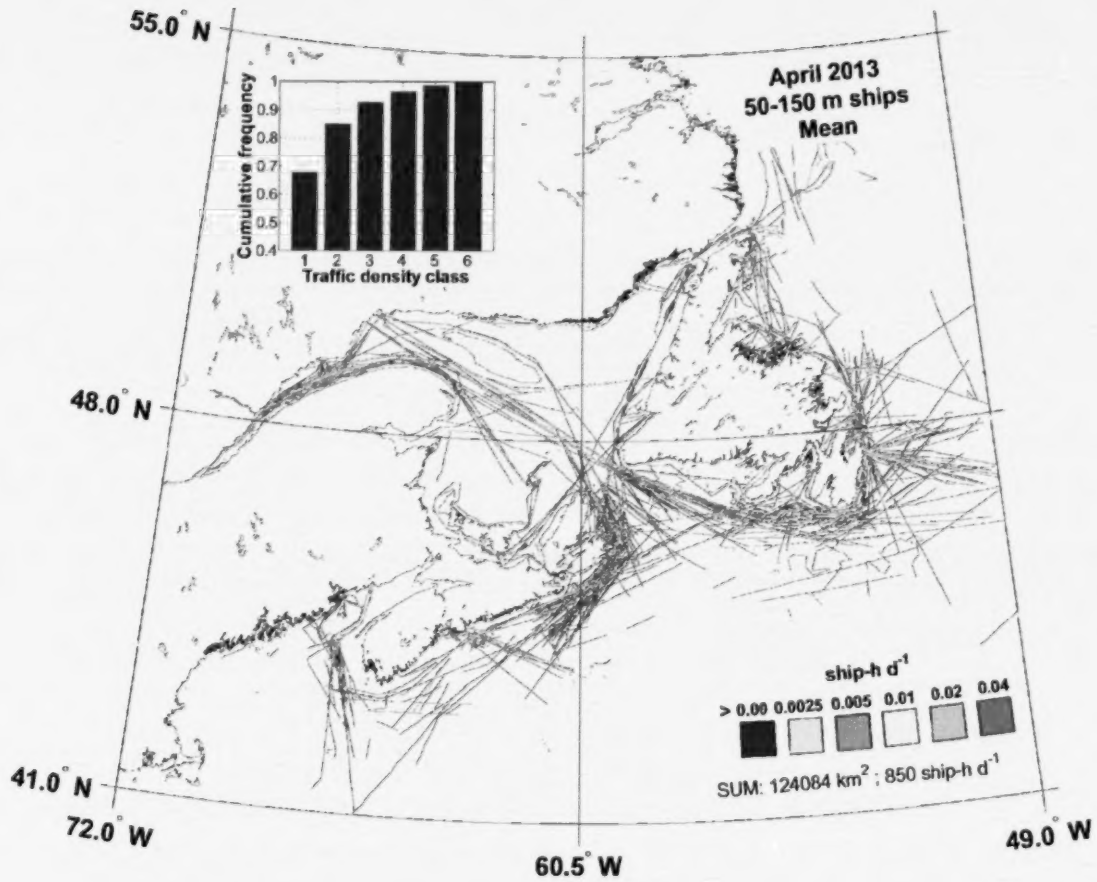 55.0° N
April 2013
50-150 m ships
Mean
Cumulative frequency
1
0.9
0.8
0.7
0.6
0.5
0.4
1 2 3 4 5 6
Traffic density class
48.0° N
ship-h d⁻¹
> 0.00 0.0025 0.005 0.01 0.02 0.04
SUM: 124084 km² ; 850 ship-h d⁻¹
41.0° N
72.0° W
60.5° W
49.0° W